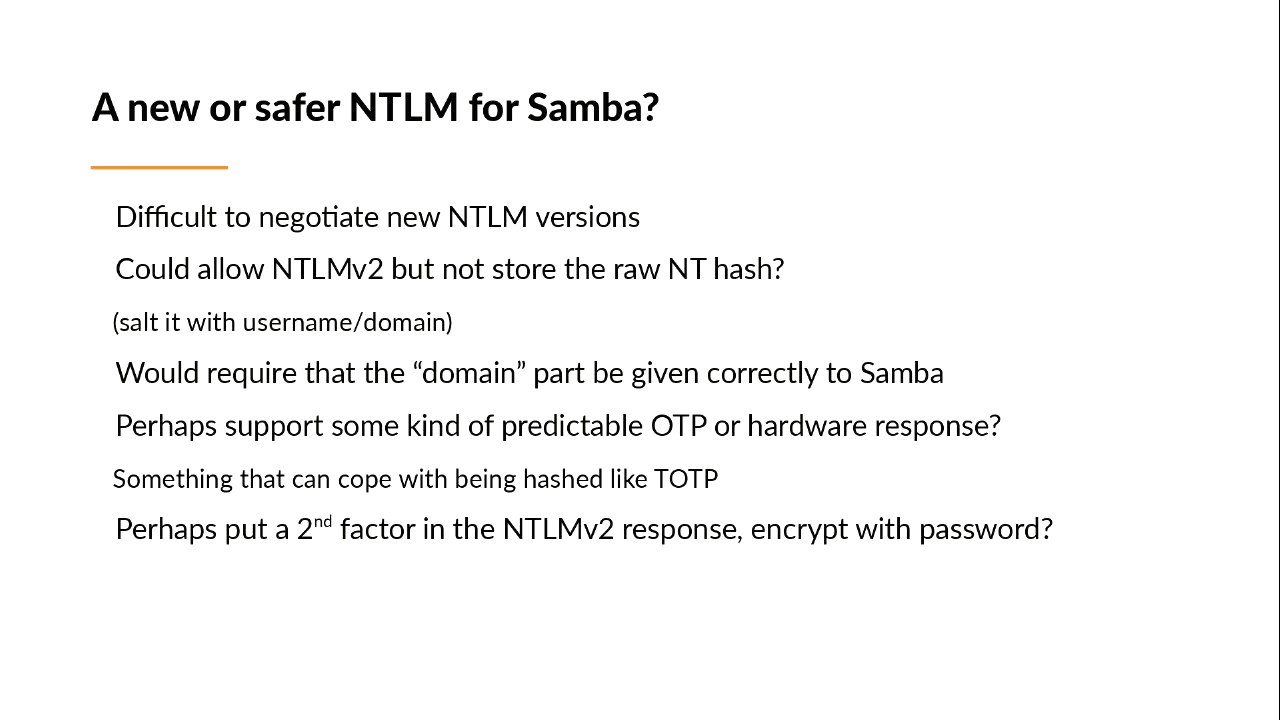 A new or safer NTLM for Samba?
Difficult to negotiate new NTLM versions
Could allow NTLMv2 but not store the raw NT hash?
(salt it with username/domain)
Would require that the “domain” part be given correctly to Samba
Perhaps support some kind of predictable OTP or hardware response?
Something that can cope with being hashed like TOTP
Perhaps put a 2nd factor in the NTLMv2 response, encrypt with password?